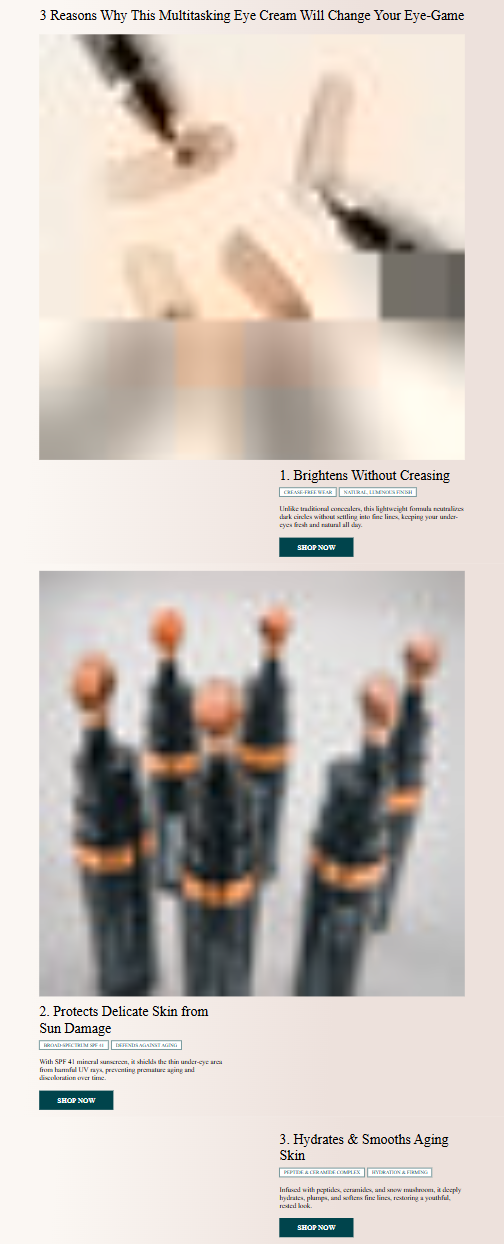 3 Reasons Why This Multitasking Eye Cream Will Change Your Eye-Game
1. Brightens Without Creasing
CREASE-FREE WEAR
NATURAL, LUMINOUS FINISH
Unlike traditional concealers, this lightweight formula neutralizes
dark circles without settling into fine lines, keeping your under-
eyes fresh and natural all day.
SHOP NOW
2. Protects Delicate Skin from
Sun Damage
BROAD SPECTRUM SPF 41
DEFENDS AGAINST AGING
With SPF 41 mineral sunscreen, it shields the thin under-eye area
from harmful UV rays, preventing premature aging and
discoloration over time.
SHOP NOW
3. Hydrates & Smooths Aging
Skin
PEPTIDE & CERAMIDE COMPLEX
HYDRATION & FIRMING
Infused with peptides, ceramides, and snow mushroom, it deeply
hydrates, plumps, and softens fine lines, restoring a youthful,
rested look.
SHOP NOW